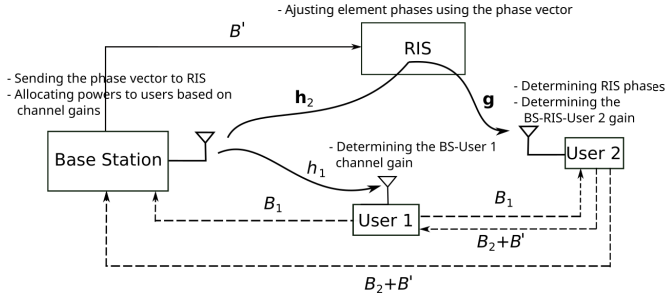 - Ajusting element phases using the phase vector
B'
RIS
- Sending the phase vector to RIS
- Allocating powers to users based on
channel gains
h₂
g
- Determining RIS phases
- Determining the
BS-RIS-User 2 gain
Base Station
- Determining the BS-User 1
channel gain
h₁
User 2
B₁
User 1
B₁
B₂+B'
B₂+B'